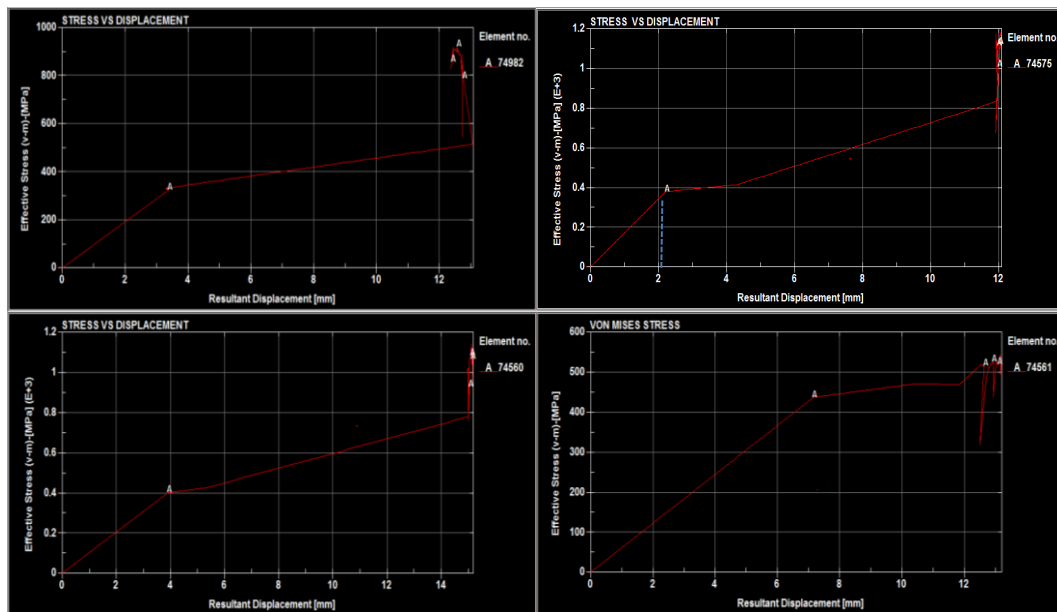 STRESS VS DISPLACEMENT
Element no.
A 74982
Effective Stress (v-m)-[MPa]
1000
800
600
400
200
0
A
A
A
A
0 2 4 6 8 10 12
Resultant Displacement [mm]
STRESS VS DISPLACEMENT
Element no.
A 74575
Effective Stress (v-m)-[MPa] (E+3)
1.2
1
0.8
0.6
0.4
0.2
0
A
A
A
0 2 4 6 8 10 12
Resultant Displacement [mm]
STRESS VS DISPLACEMENT
Element no.
A 74560
Effective Stress (v-m)-[MPa] (E+3)
1.2
1
0.8
0.6
0.4
0.2
0
A
A
A
0 2 4 6 8 10 12 14
Resultant Displacement [mm]
VON MISES STRESS
Element no.
A 74561
Effective Stress (v-m)-[MPa]
600
500
400
300
200
100
0
A
A
A
A
0 2 4 6 8 10 12
Resultant Displacement [mm]